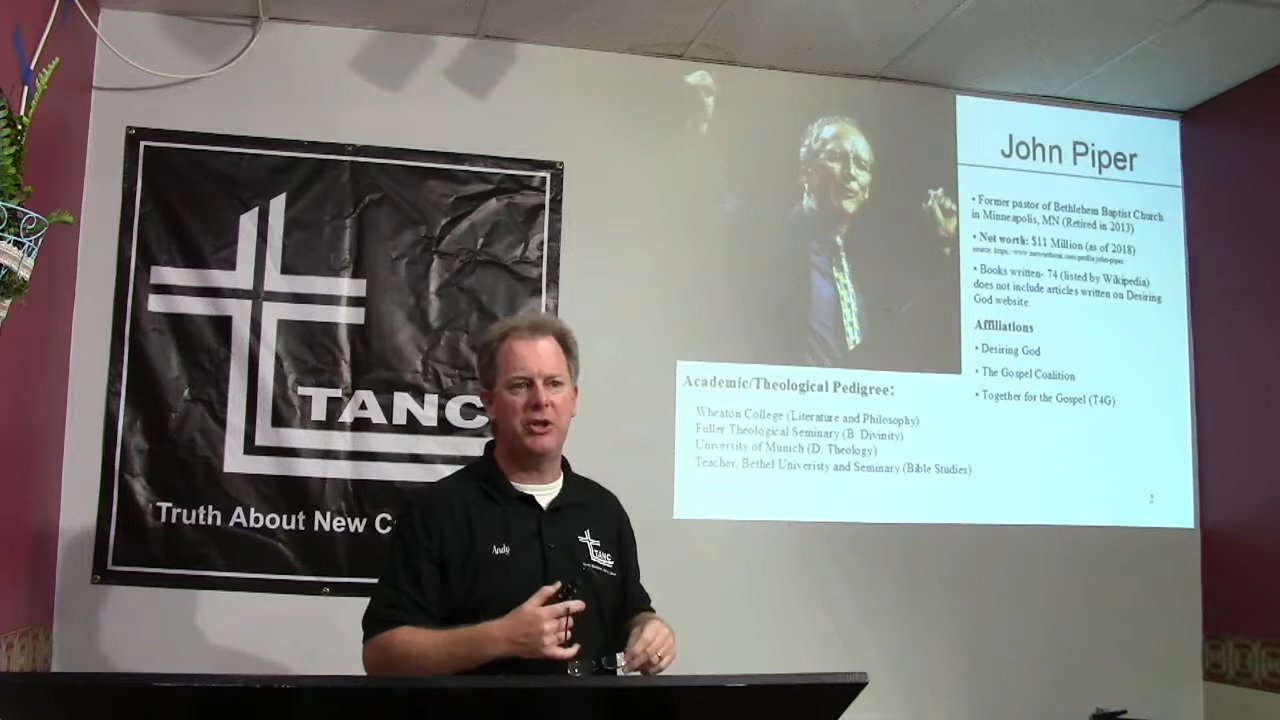 TANC
Truth About New C
Andy
TANC
John Piper
• Former pastor of Bethlehem Baptist Church
in Minneapolis, MN (Retired in 2013)
• Net worth: $11 Million (as of 2018)
• Books written- 74 (listed by Wikipedia)
does not include articles written on Desiring
God website.
Affiliations
• Desiring God
• The Gospel Coalition
• Together for the Gospel (T4G)
Academic/Theological Pedigree:
Wheaton College (Literature and Philosophy)
Fuller Theological Seminary (B. Divinity)
University of Munich (D. Theology)
Teacher, Bethel Univeristy and Seminary (Bible Studies)
2